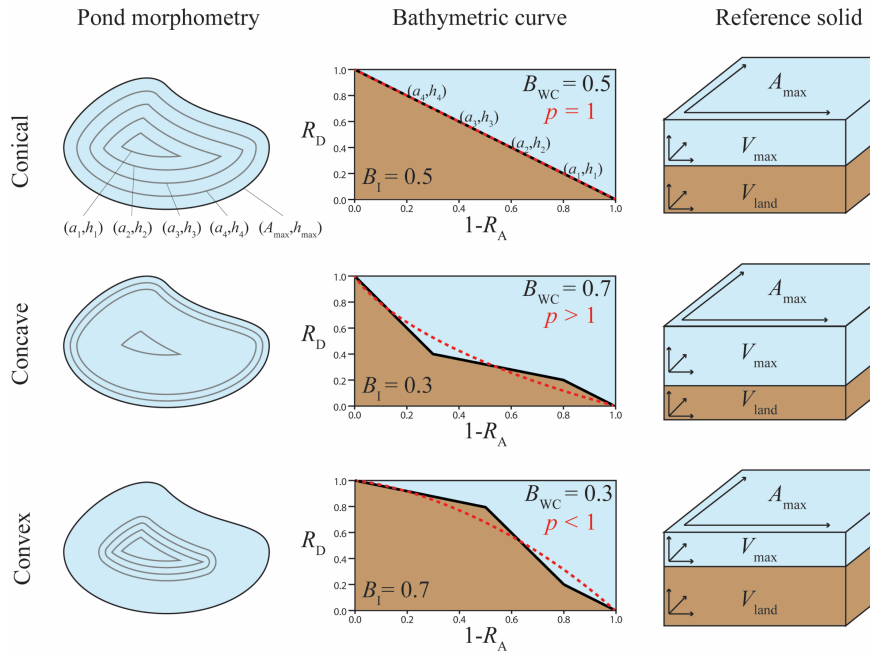 Pond morphometry Bathymetric curve Reference solid
Conical
(a1,h1) (a2,h2) (a3,h3) (a4,h4) (Amax,hmax)
RD
1.0
0.8
0.6
0.4
0.2
0.0
BWC = 0.5
p = 1
(a4,h4)
(a3,h3)
(a2,h2)
(a1,h1)
BI = 0.5
0.0 0.2 0.4 0.6 0.8 1.0
1-RA
Amax
Vmax
Vland
Concave
RD
1.0
0.8
0.6
0.4
0.2
0.0
BWC = 0.7
p > 1
BI = 0.3
0.0 0.2 0.4 0.6 0.8 1.0
1-RA
Amax
Vmax
Vland
Convex
RD
1.0
0.8
0.6
0.4
0.2
0.0
BWC = 0.3
p < 1
BI = 0.7
0.0 0.2 0.4 0.6 0.8 1.0
1-RA
Amax
Vmax
Vland